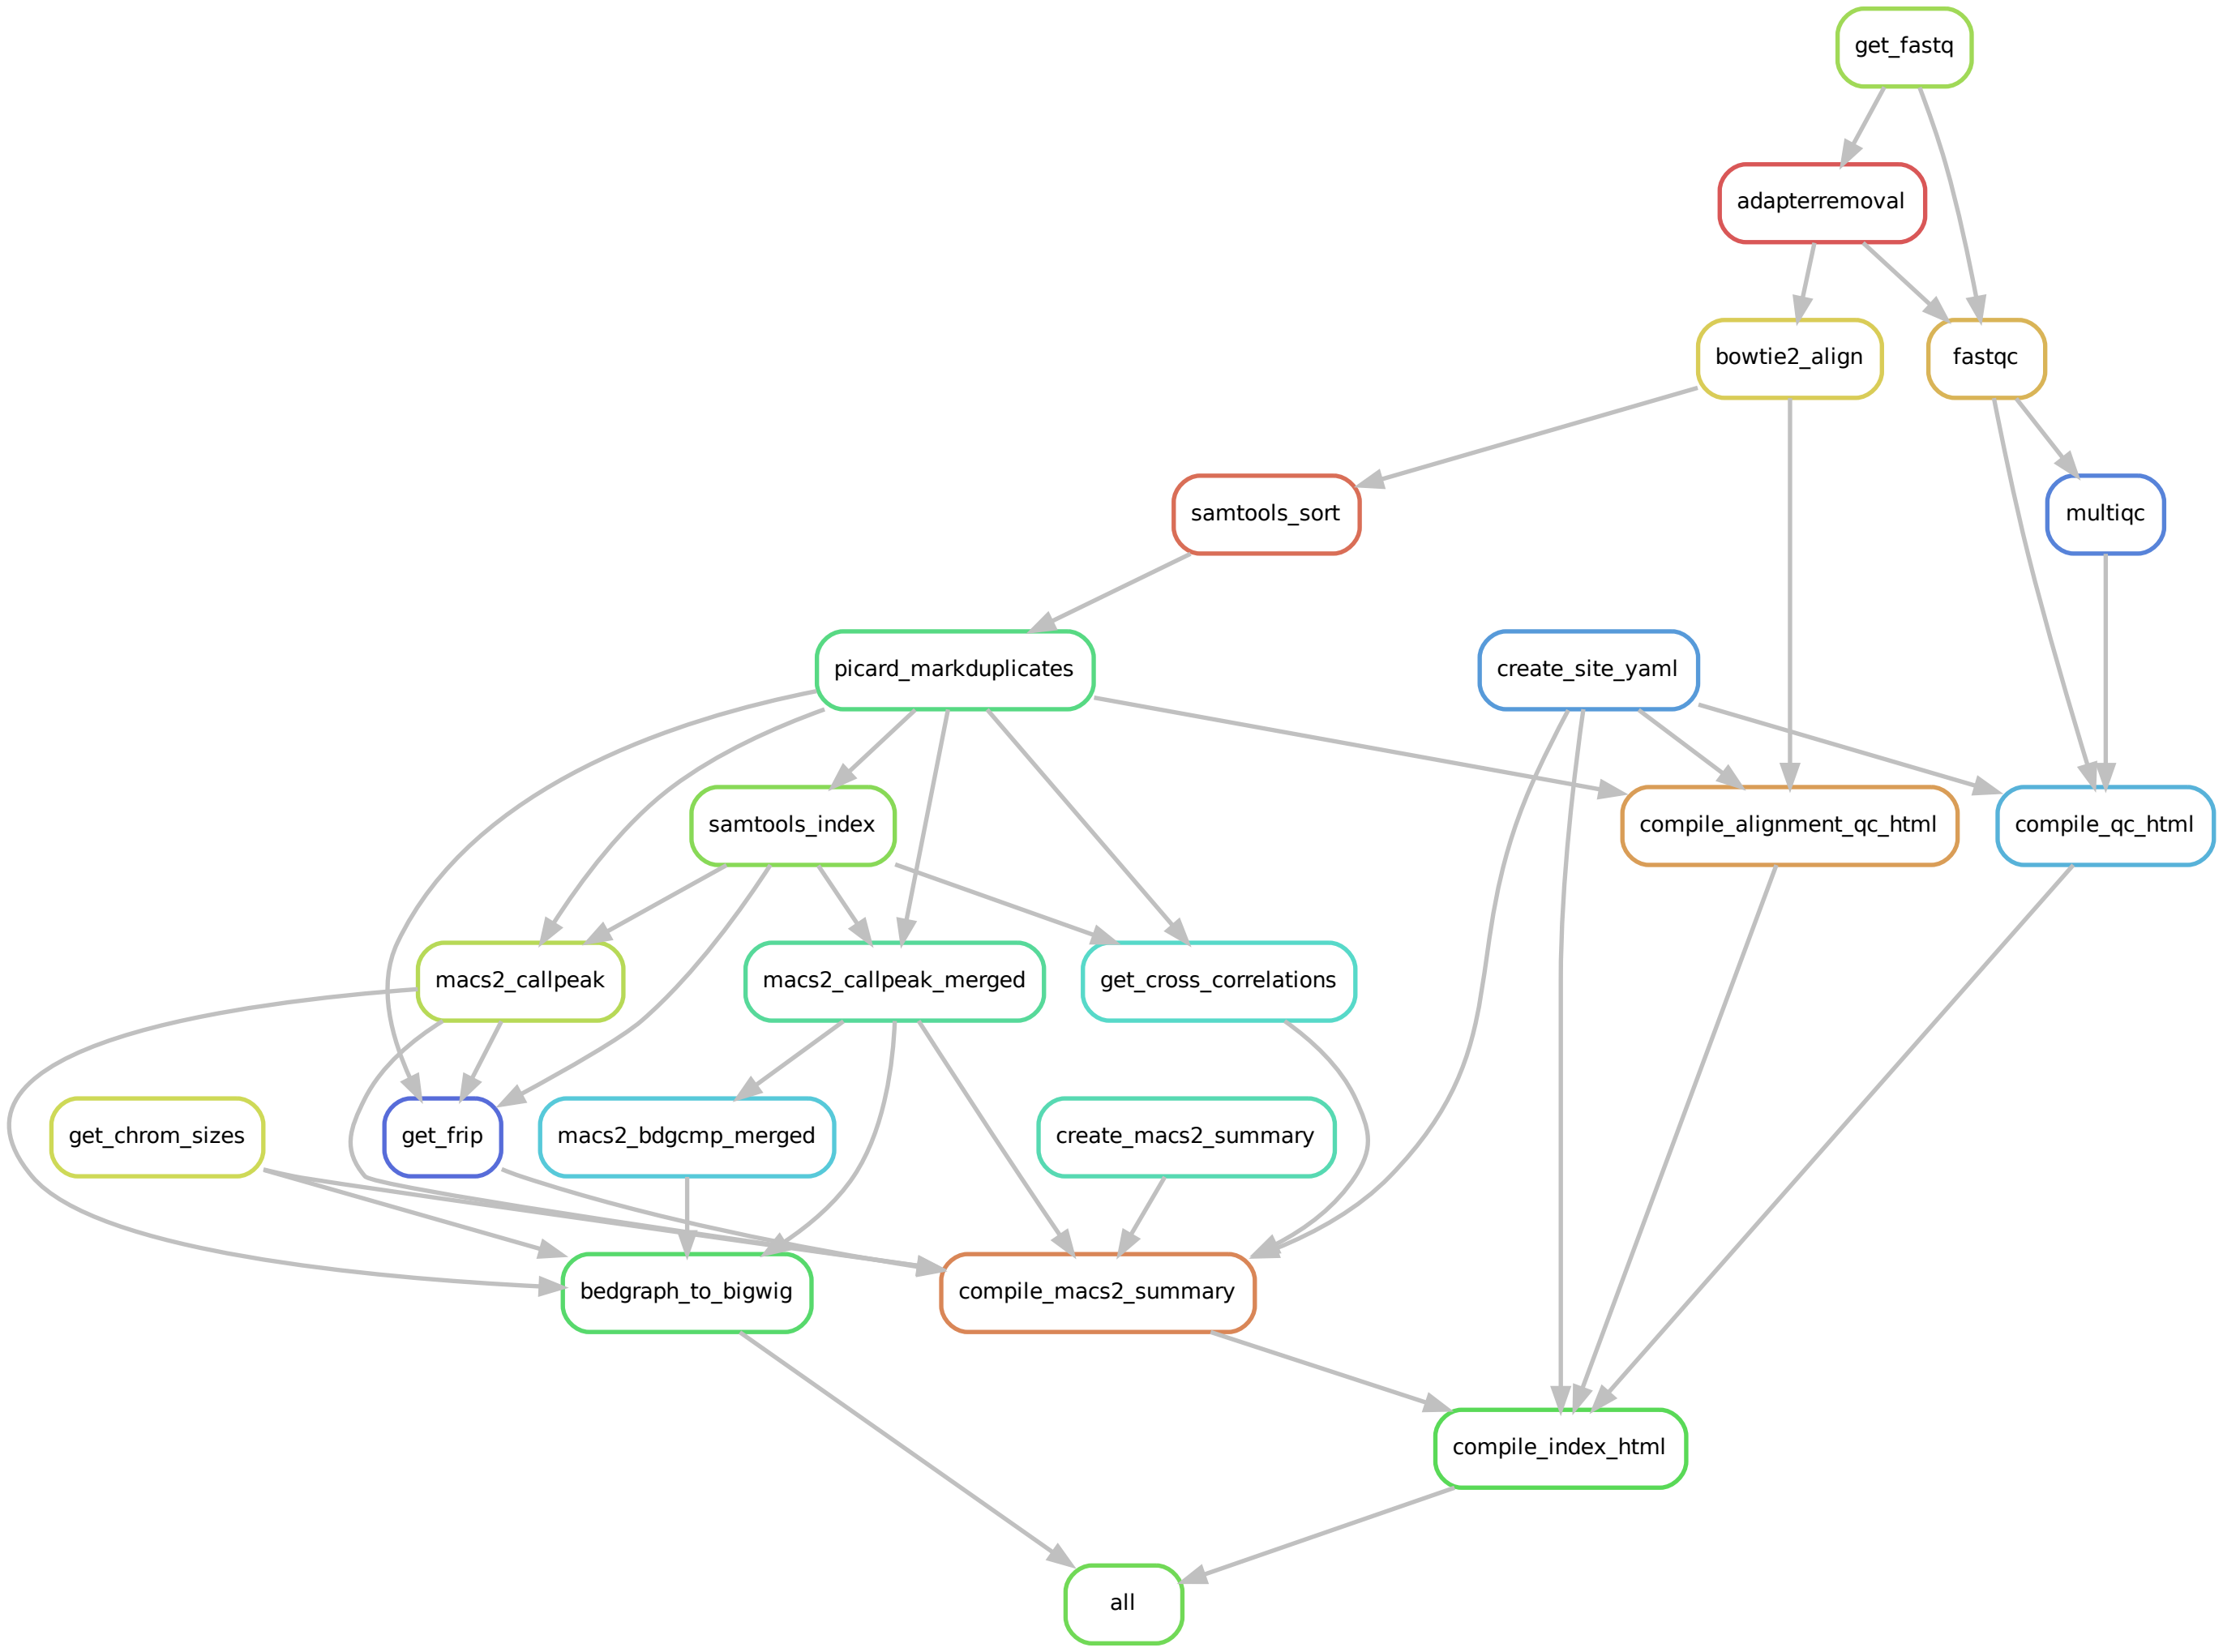 get_fastq
adapterremoval
bowtie2_align
fastqc
samtools_sort
multiqc
picard_markduplicates
create_site_yaml
samtools_index
compile_alignment_qc_html
compile_qc_html
macs2_callpeak
macs2_callpeak_merged
get_cross_correlations
get_chrom_sizes
get_frip
macs2_bdgcmp_merged
create_macs2_summary
bedgraph_to_bigwig
compile_macs2_summary
compile_index_html
all